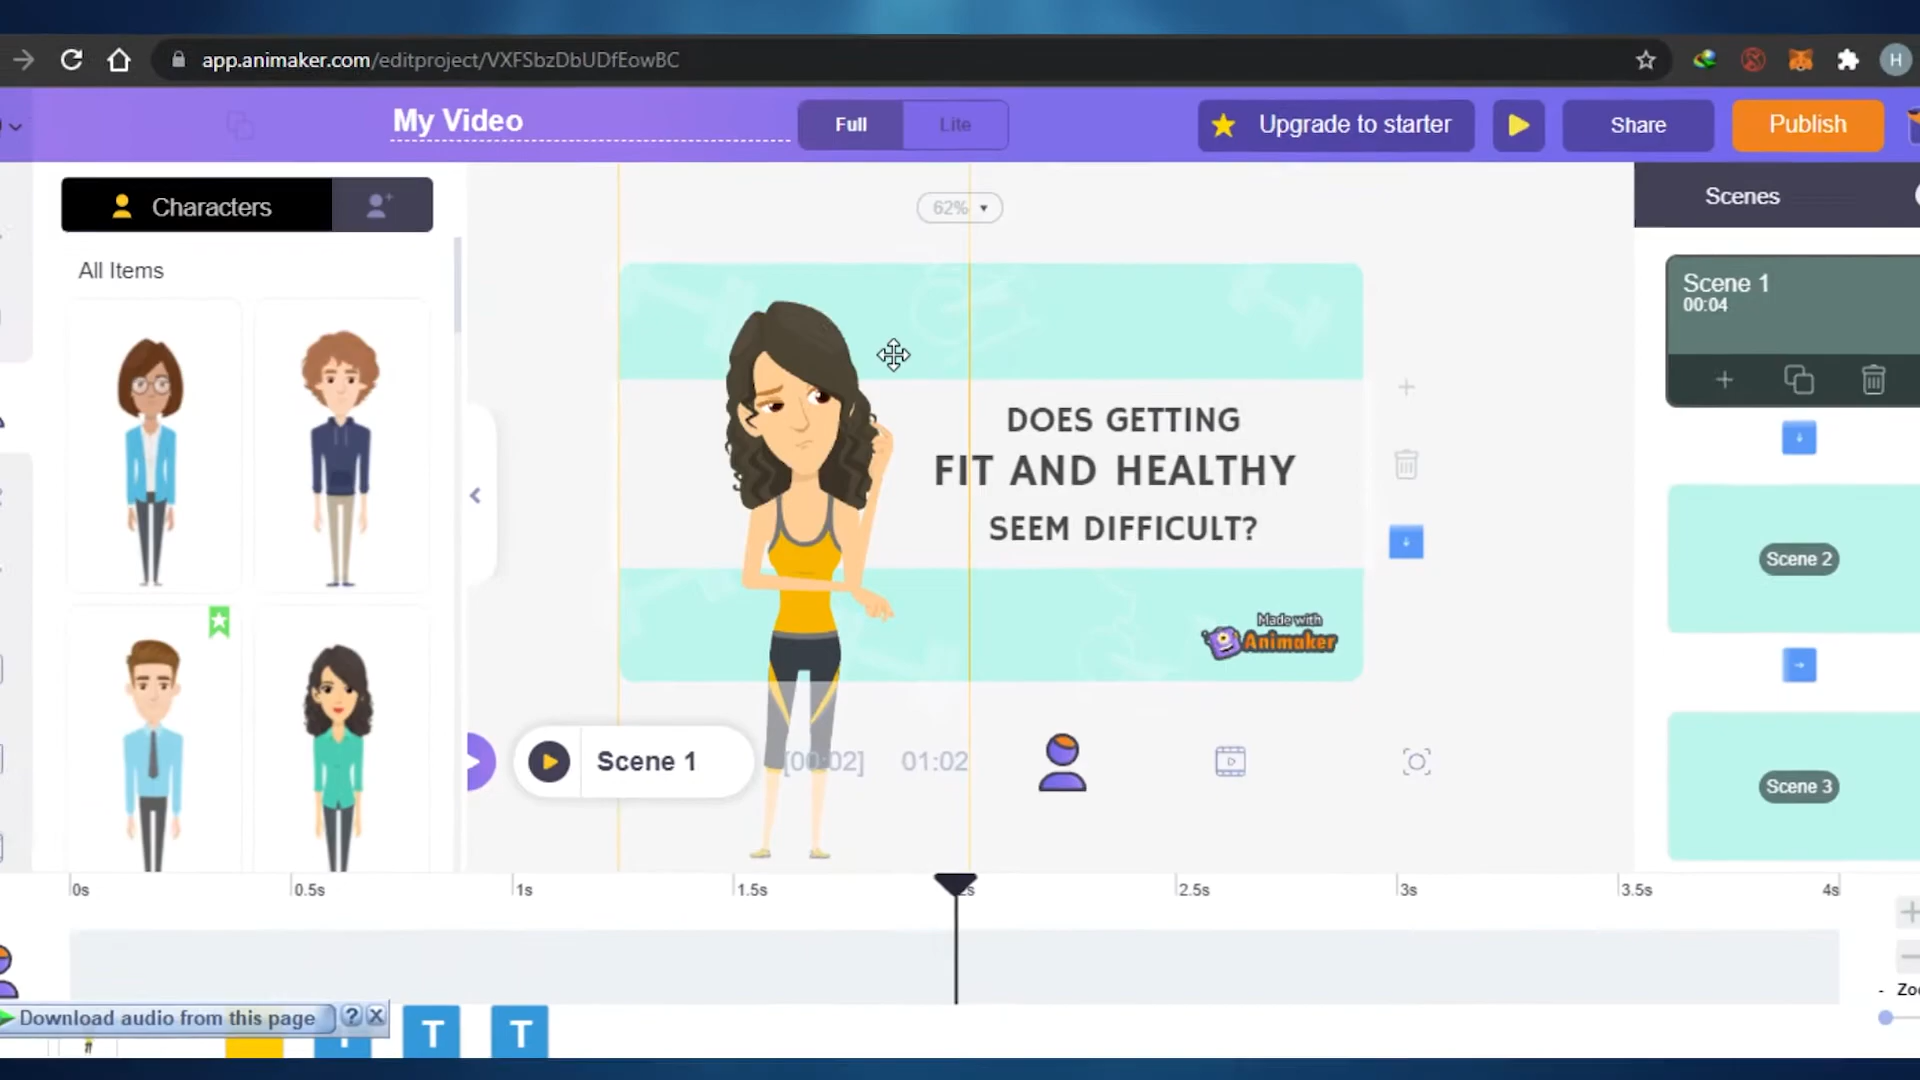 app.animaker.com/editproject/VXFSbzDbUDfEowBC
H
My Video
Full
Lite
Upgrade to starter
Share
Publish
Characters
All Items
62%
DOES GETTING
FIT AND HEALTHY
SEEM DIFFICULT?
Made with
Animaker
Scenes
Scene 1
00:04
Scene 2
Scene 3
Scene 1
[00:02]
01:02
0s
0.5s
1s
1.5s
2.5s
3s
3.5s
4s
Download audio from this page
?
X
T
T